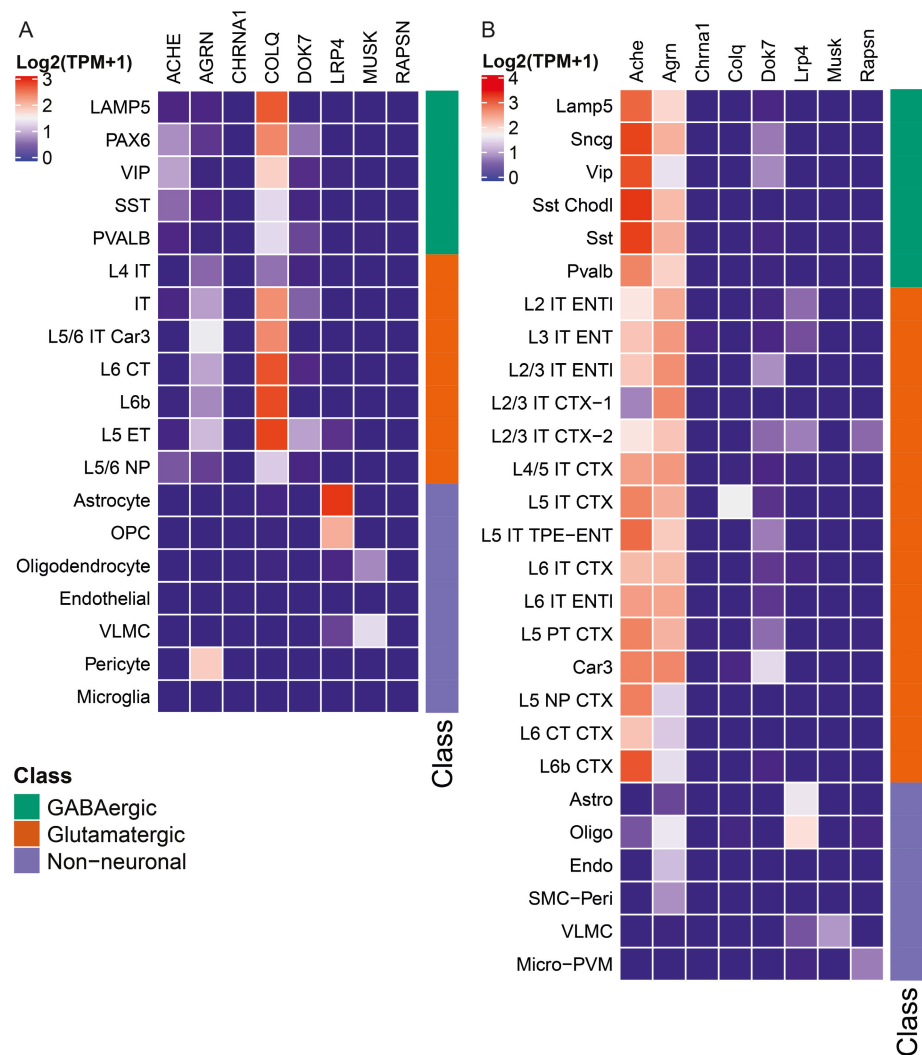 A
Log2(TPM+1)
3
2
1
0
ACHE
AGRN
CHRNA1
COLQ
DOK7
LRP4
MUSK
RAPSN
LAMP5
PAX6
VIP
SST
PVALB
L4 IT
IT
L5/6 IT Car3
L6 CT
L6b
L5 ET
L5/6 NP
Astrocyte
OPC
Oligodendrocyte
Endothelial
VLMC
Pericyte
Microglia
Class
Class
GABAergic
Glutamatergic
Non−neuronal
B
Log2(TPM+1)
4
3
2
1
0
Ache
Agrn
Chrna1
Colq
Dok7
Lrp4
Musk
Rapsn
Lamp5
Sncg
Vip
Sst Chodl
Sst
Pvalb
L2 IT ENTl
L3 IT ENT
L2/3 IT ENTl
L2/3 IT CTX−1
L2/3 IT CTX−2
L4/5 IT CTX
L5 IT CTX
L5 IT TPE−ENT
L6 IT CTX
L6 IT ENTl
L5 PT CTX
Car3
L5 NP CTX
L6 CT CTX
L6b CTX
Astro
Oligo
Endo
SMC−Peri
VLMC
Micro−PVM
Class